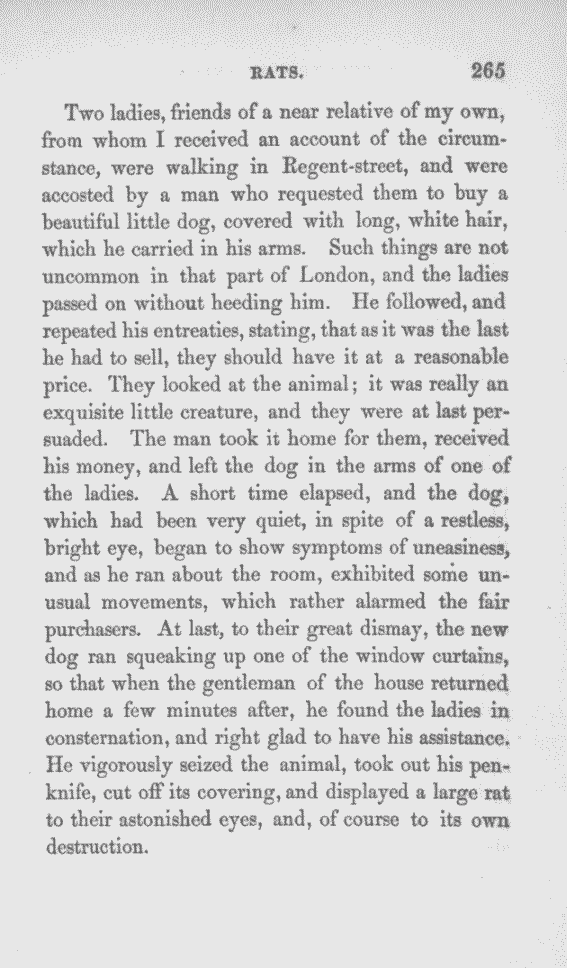 RATS. 265
Two ladies, friends of a near relative of my own,
from whom I received an account of the circum-
stance, were walking in Regent-street, and were
accosted by a man who requested them to buy a
beautiful little dog, covered with long, white hair,
which he carried in his arms. Such things are not
uncommon in that part of London, and the ladies
passed on without heeding him. He followed, and
repeated his entreaties, stating, that as it was the last
he had to sell, they should have it at a reasonable
price. They looked at the animal; it was really an
exquisite little creature, and they were at last per-
suaded. The man took it home for them, received
his money, and left the dog in the arms of one of
the ladies. A short time elapsed, and the dog,
which had been very quiet, in spite of a restless,
bright eye, began to show symptoms of uneasiness,
and as he ran about the room, exhibited some un-
usual movements, which rather alarmed the fair
purchasers. At last, to their great dismay, the new
dog ran squeaking up one of the window curtains,
so that when the gentleman of the house returned
home a few minutes after, he found the ladies in
consternation, and right glad to have his assistance.
He vigorously seized the animal, took out his pen-
knife, cut off its covering, and displayed a large rat
to their astonished eyes, and, of course to its own
destruction.